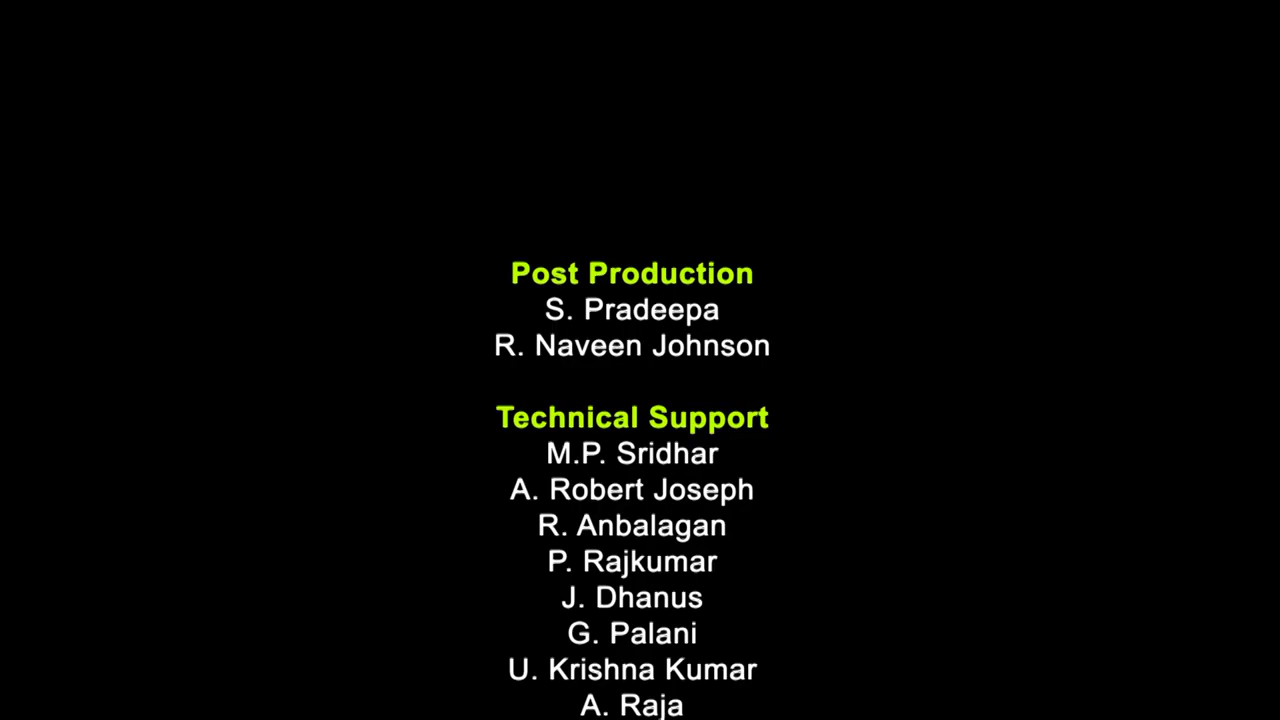 Post Production
S. Pradeepa
R. Naveen Johnson
Technical Support
M.P. Sridhar
A. Robert Joseph
R. Anbalagan
P. Rajkumar
J. Dhanus
G. Palani
U. Krishna Kumar
A. Raja